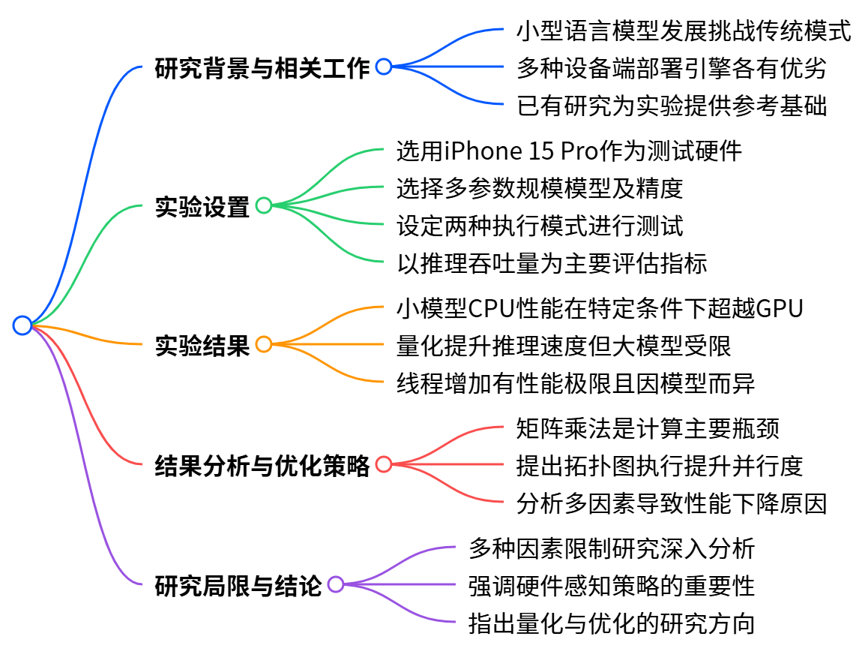 研究背景与相关工作
小型语言模型发展挑战传统模式
多种设备端部署引擎各有优劣
已有研究为实验提供参考基础
实验设置
选用iPhone 15 Pro作为测试硬件
选择多参数规模模型及精度
设定两种执行模式进行测试
以推理吞吐量为主要评估指标
实验结果
小模型CPU性能在特定条件下超越GPU
量化提升推理速度但大模型受限
线程增加有性能极限且因模型而异
结果分析与优化策略
矩阵乘法是计算主要瓶颈
提出拓扑图执行提升并行度
分析多因素导致性能下降原因
研究局限与结论
多种因素限制研究深入分析
强调硬件感知策略的重要性
指出量化与优化的研究方向